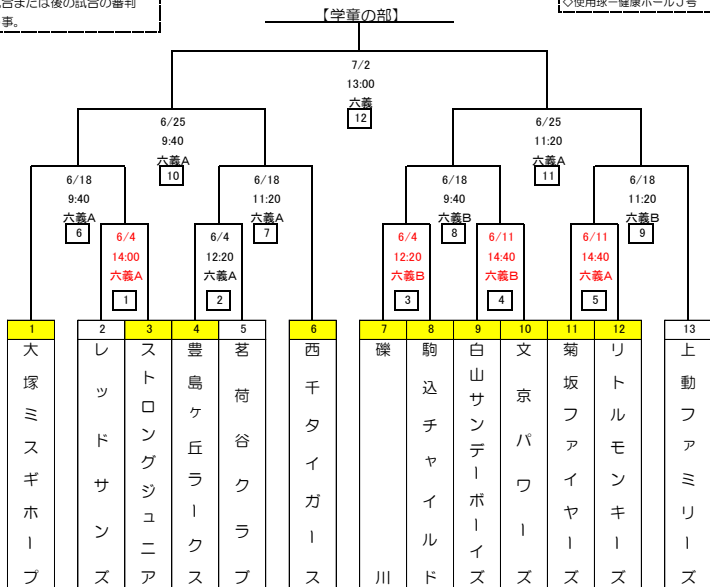 合または後の試合の審判
事。
◇使用球ー健康ボールJ号
【学童の部】
7/2
13:00
六義
12
6/25
9:40
六義A
10
6/25
11:20
六義A
11
6/18
9:40
六義A
6
6/18
11:20
六義A
7
6/18
9:40
六義B
8
6/18
11:20
六義B
9
6/4
14:00
六義A
1
6/4
12:20
六義A
2
6/4
12:20
六義B
3
6/11
14:40
六義B
4
6/11
14:40
六義A
5
1
大塚ミスギホープ
2
レッドサンズ
3
ストロングジュニア
4
豊島ヶ丘ラークス
5
茗荷谷クラブ
6
西千タイガース
7
礫川
8
駒込チャイルド
9
白山サンデーボーイズ
10
文京パワーズ
11
菊坂ファイヤーズ
12
リトルモンキーズ
13
上動ファミリーズ